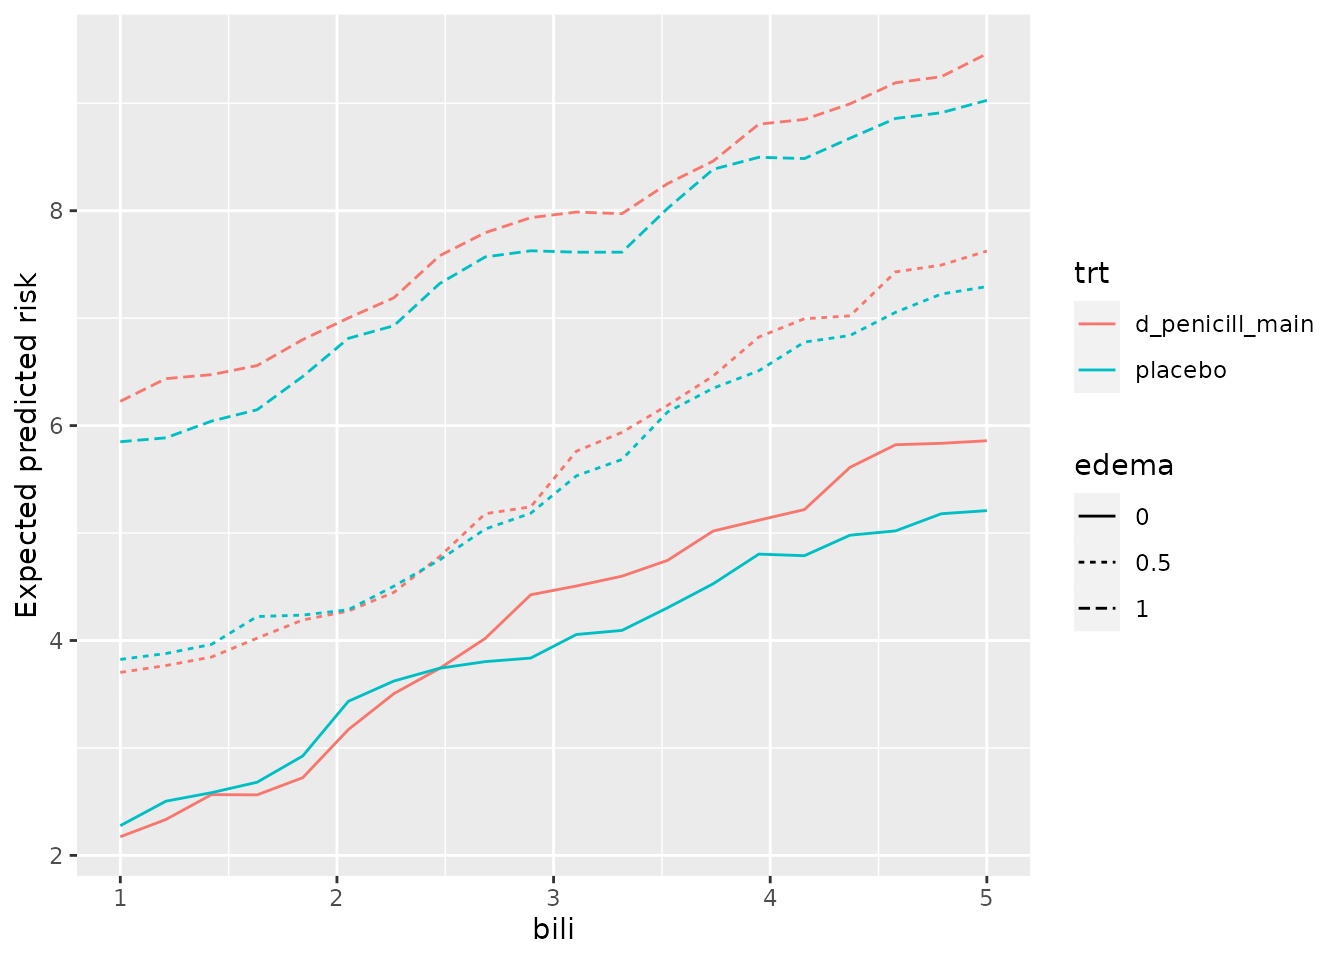 Expected predicted risk
8
6
4
2
1 2 3 4 5
bili
trt
d_penicill_main
placebo
edema
0
0.5
1